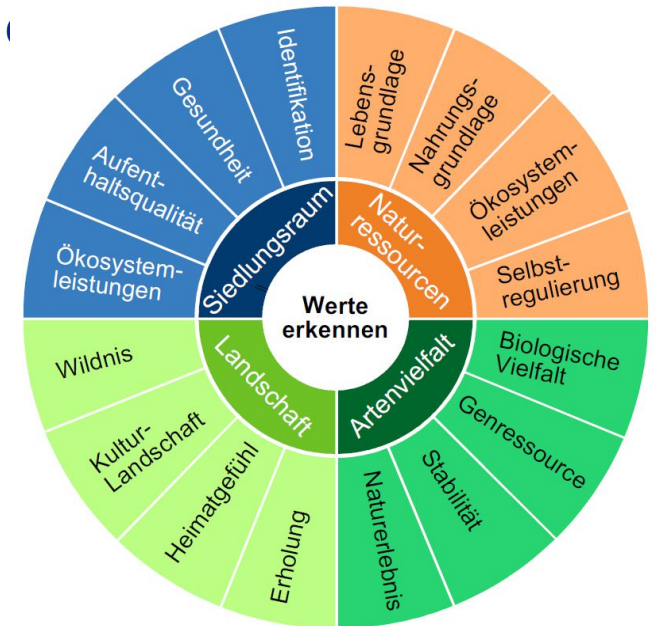 Werte
erkennen
Siedlungsraum
Natur-
ressourcen
Artenvielfalt
Landschaft
Lebens-
grundlage
Nahrungs-
grundlage
Ökosystem-
leistungen
Selbst-
regulierung
Biologische
Vielfalt
Genressource
Stabilität
Naturerlebnis
Erholung
Heimatgefühl
Kultur-
Landschaft
Wildnis
Ökosystem-
leistungen
Aufent-
haltsqualität
Gesundheit
Identifikation